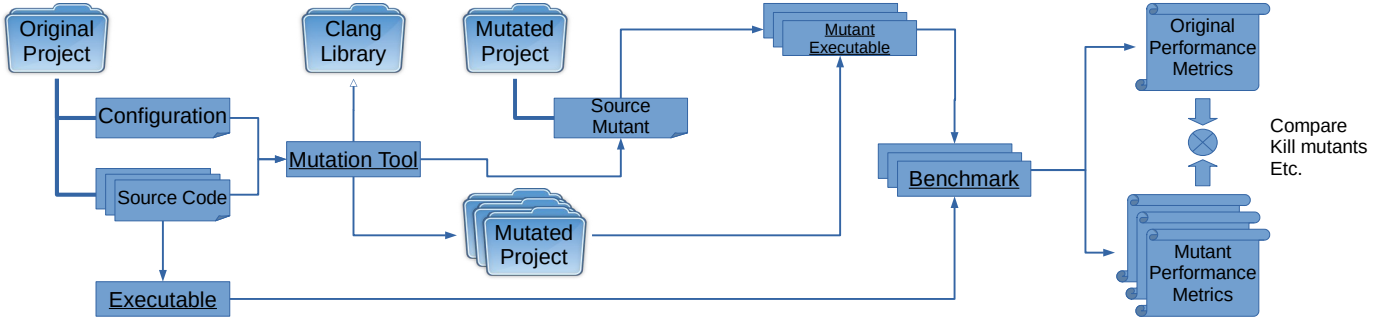 Original
Project
Clang
Library
Mutated
Project
Mutant
Executable
Original
Performance
Metrics
Configuration
Source
Mutant
Compare
Kill mutants
Etc.
Mutation Tool
Source Code
Benchmark
Mutated
Project
Mutant
Performance
Metrics
Executable